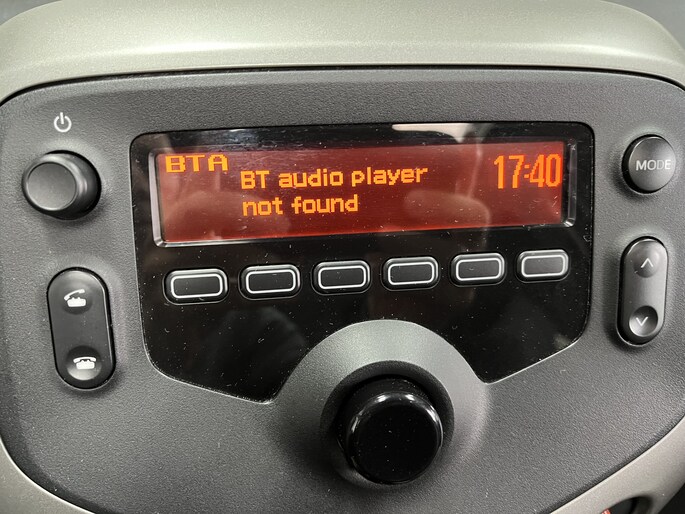 BTA
BT audio player
not found
17:40
MODE